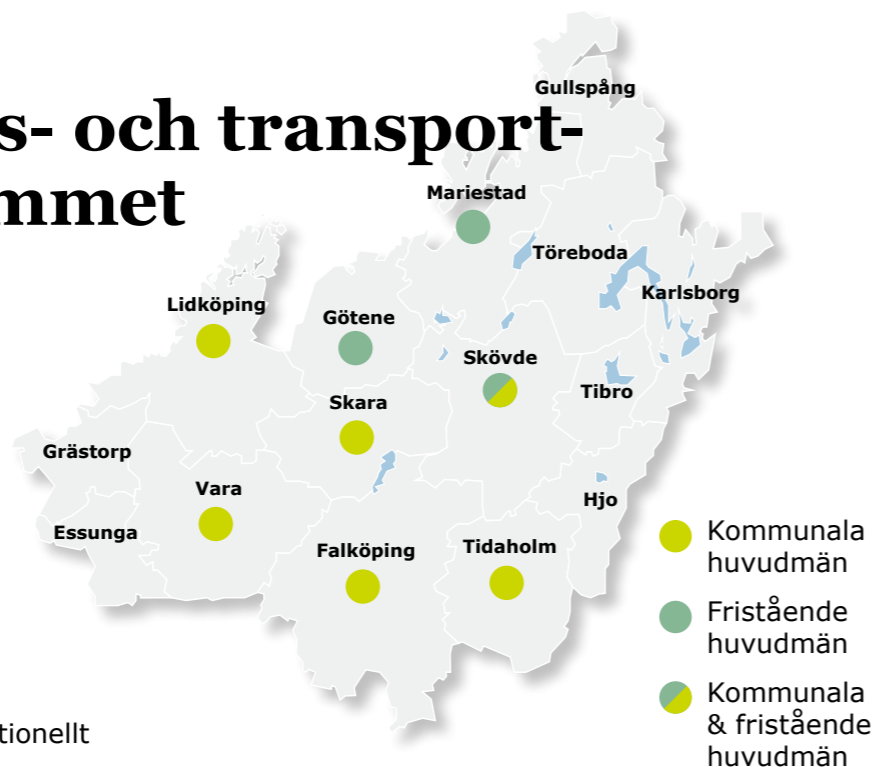 s- och transport-
mmet
Gullspång
Mariestad
Töreboda
Karlsborg
Lidköping
Götene
Skövde
Tibro
Skara
Grästorp
Vara
Hjo
Essunga
Falköping
Tidaholm
Kommunala
huvudmän
Fristående
huvudmän
Kommunala
& fristående
huvudmän
tionellt